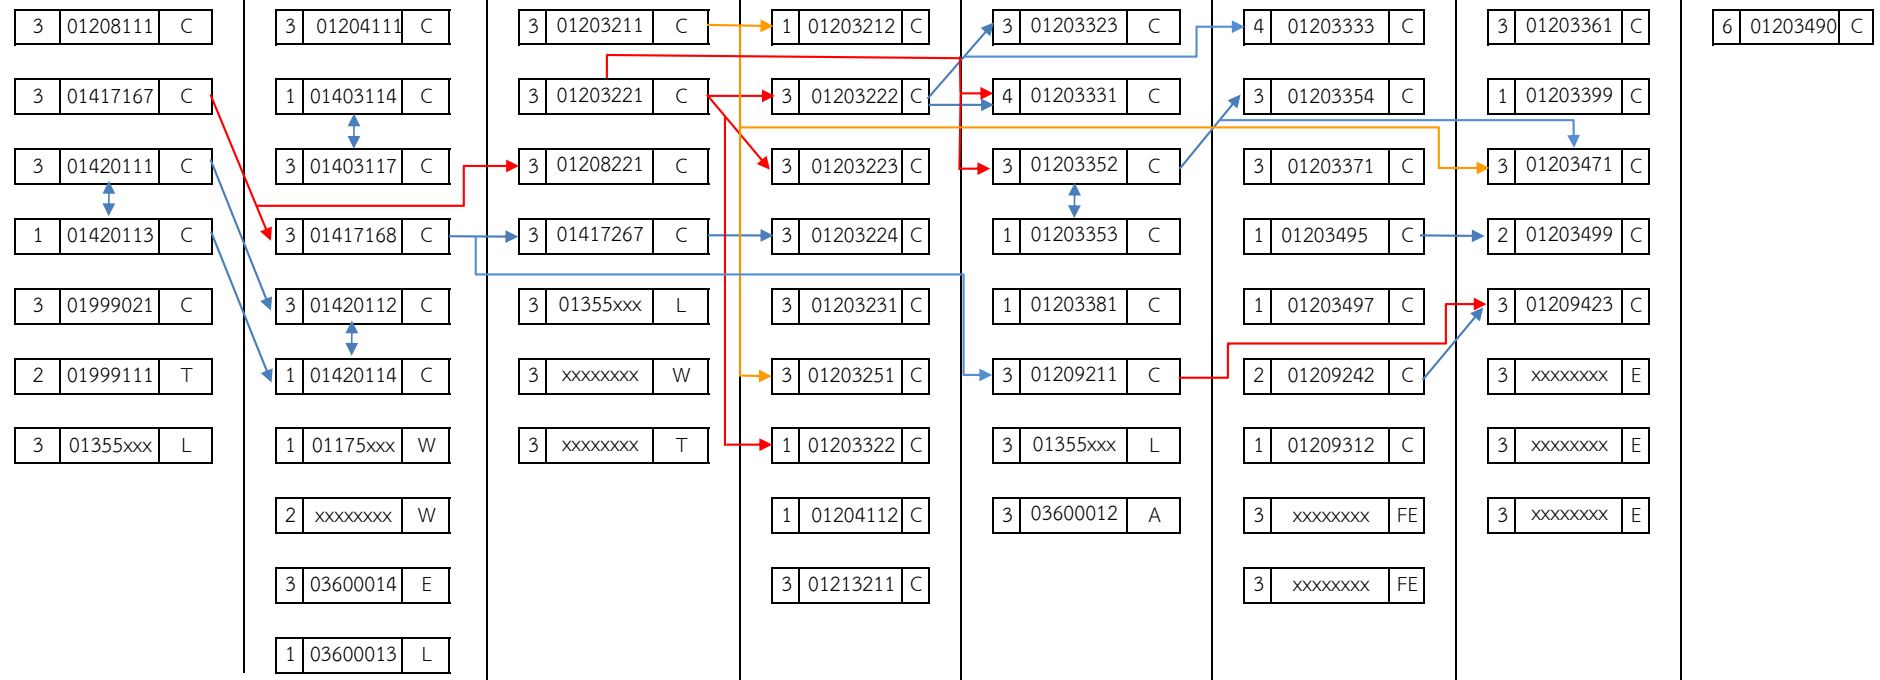 3 01208111 C 3 01204111 C 3 01203211 C 1 01203212 C 3 01203323 C 4 01203333 C 3 01203361 C 6 01203490 C
3 01417167 C 1 01403114 C 3 01203221 C 3 01203222 C 4 01203331 C 3 01203354 C 1 01203399 C
3 01420111 C 3 01403117 C 3 01208221 C 3 01203223 C 3 01203352 C 3 01203371 C 3 01203471 C
1 01420113 C 3 01417168 C 3 01417267 C 3 01203224 C 1 01203353 C 1 01203495 C 2 01203499 C
3 01999021 C 3 01420112 C 3 01355xxx L 3 01203231 C 1 01203381 C 1 01203497 C 3 01209423 C
2 01999111 T 1 01420114 C 3 xxxxxxxx W 3 01203251 C 3 01209211 C 2 01209242 C 3 xxxxxxxx E
3 01355xxx L 1 01175xxx W 3 xxxxxxxx T 1 01203322 C 3 01355xxx L 1 01209312 C 3 xxxxxxxx E
2 xxxxxxxx W 1 01204112 C 3 03600012 A 3 xxxxxxxx FE 3 xxxxxxxx E
3 03600014 E 3 01213211 C 3 xxxxxxxx FE
1 03600013 L